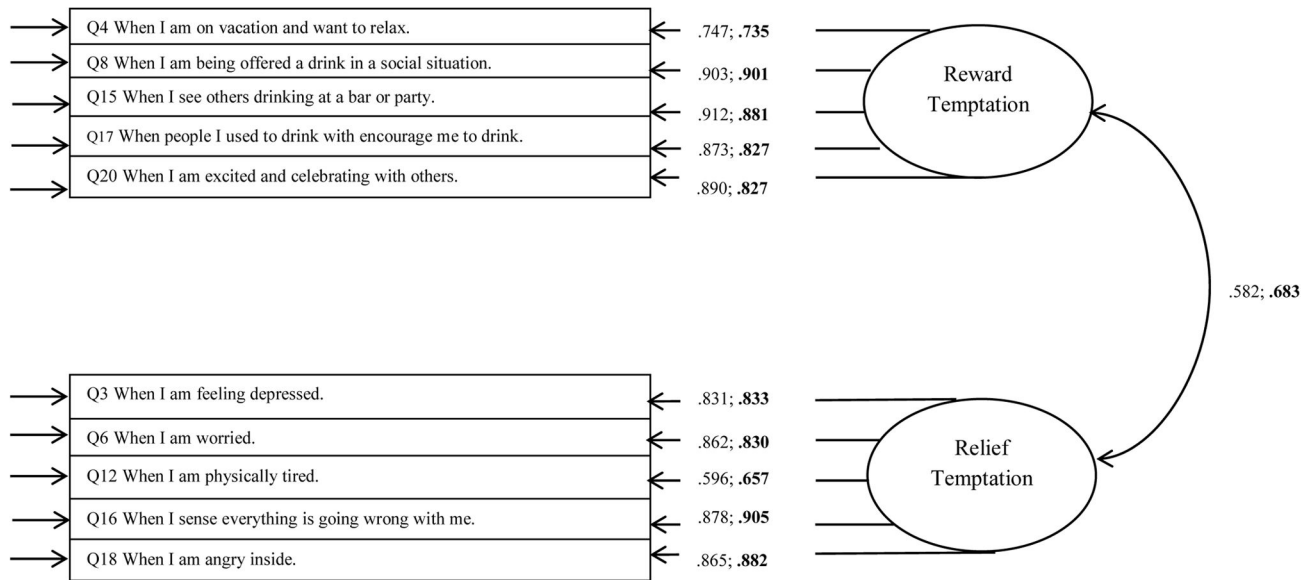 Q4 When I am on vacation and want to relax.
.747; .735
Q8 When I am being offered a drink in a social situation.
.903; .901
Q15 When I see others drinking at a bar or party.
.912; .881
Q17 When people I used to drink with encourage me to drink.
.873; .827
Q20 When I am excited and celebrating with others.
.890; .827
Reward
Temptation
.582; .683
Q3 When I am feeling depressed.
.831; .833
Q6 When I am worried.
.862; .830
Q12 When I am physically tired.
.596; .657
Q16 When I sense everything is going wrong with me.
.878; .905
Q18 When I am angry inside.
.865; .882
Relief
Temptation